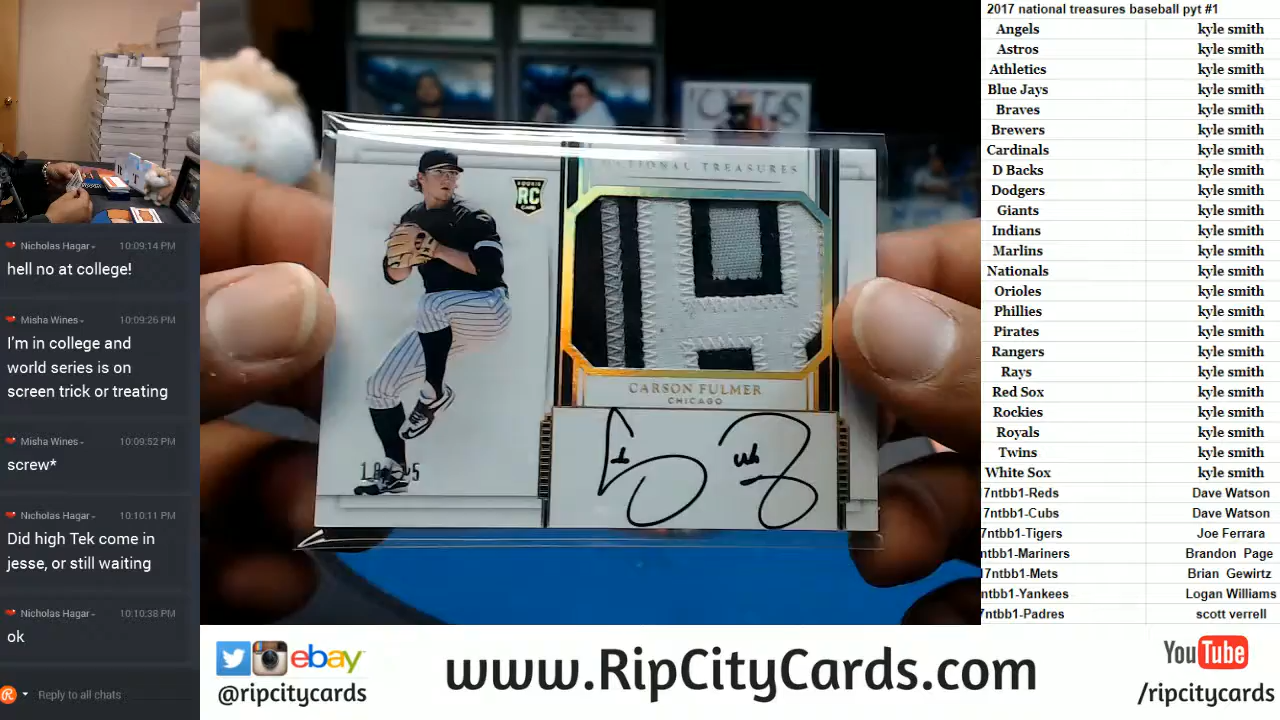 Nicholas Hagar
10:09:14 PM
hell no at college!
Misha Wines
10:09:26 PM
I'm in college and
world series is on
screen trick or treating
Misha Wines
10:09:52 PM
screw*
Nicholas Hagar
10:10:11 PM
Did high Tek come in
jesse, or still waiting
Nicholas Hagar
10:10:38 PM
ok
Reply to all chats
NATIONAL TREASURES
ROOKIE
RC
CARD
CARSON FULMER
CHICAGO
2017 national treasures baseball pyt #1
Angels kyle smith
Astros kyle smith
Athletics kyle smith
Blue Jays kyle smith
Braves kyle smith
Brewers kyle smith
Cardinals kyle smith
D Backs kyle smith
Dodgers kyle smith
Giants kyle smith
Indians kyle smith
Marlins kyle smith
Nationals kyle smith
Orioles kyle smith
Phillies kyle smith
Pirates kyle smith
Rangers kyle smith
Rays kyle smith
Red Sox kyle smith
Rockies kyle smith
Royals kyle smith
Twins kyle smith
White Sox kyle smith
7ntbb1-Reds Dave Watson
7ntbb1-Cubs Dave Watson
7ntbb1-Tigers Joe Ferrara
ntbb1-Mariners Brandon Page
7ntbb1-Mets Brian Gewirtz
ntbb1-Yankees Logan Williams
7ntbb1-Padres scott verrell
ebay
@ripcitycards
www.RipCityCards.com
YouTube
/ripcitycards